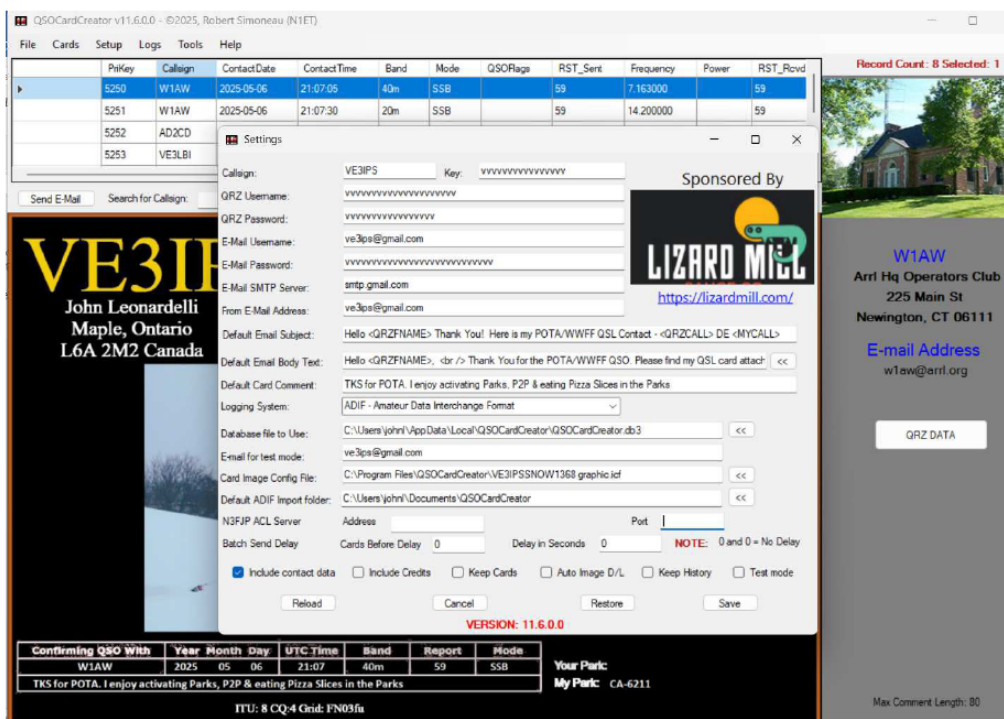 QSOCardCreator v11.6.0.0 - ©2025, Robert Simoneau (N1ET)
File Cards Setup Logs Tools Help
PriKey Callsign ContactDate ContactTime Band Mode QSOFlags RST_Sent Frequency Power RST_Rcvd
5250 W1AW 2025-05-06 21:07:05 40m SSB 59 7.163000 59
5251 W1AW 2025-05-06 21:07:30 20m SSB 59 14.200000 59
5252 AD2CD
5253 VE3LBI
Record Count: 8 Selected: 1
Send E-Mail Search for Callsign:
Settings
Callsign: VE3IPS Key: vvvvvvvvvvvvvvvv
QRZ Username: vvvvvvvvvvvvvvvvvvvvv
QRZ Password: vvvvvvvvvvvvvvvvv
E-Mail Username: ve3ips@gmail.com
E-Mail Password: vvvvvvvvvvvvvvvvvvvvvvvvvvvv
E-Mail SMTP Server: smtp.gmail.com
From E-Mail Address: ve3ips@gmail.com
Sponsored By
LIZARD MILL
https://lizardmill.com/
Default Email Subject: Hello <QRZFNAME> Thank You! Here is my POTA/WWFF QSL Contact - <QRZCALL> DE <MYCALL>
Default Email Body Text: Hello <QRZFNAME>, <br /> Thank You for the POTA/WWFF QSO. Please find my QSL card attach <<
Default Card Comment: TKS for POTA. I enjoy activating Parks, P2P & eating Pizza Slices in the Parks
Logging System: ADIF - Amateur Data Interchange Format
Database file to Use: C:\Users\johnl\AppData\Local\QSOCardCreator\QSOCardCreator.db3 <<
E-mail for test mode: ve3ips@gmail.com
Card Image Config File: C:\Program Files\QSOCardCreator\VE3IPSSNOW1368 graphic.icf <<
Default ADIF Import folder: C:\Users\johnl\Documents\QSOCardCreator <<
N3FJP ACL Server Address Port
Batch Send Delay Cards Before Delay 0 Delay in Seconds 0 NOTE: 0 and 0 = No Delay
Include contact data Include Credits Keep Cards Auto Image D/L Keep History Test mode
Reload Cancel Restore Save
VERSION: 11.6.0.0
VE3IP
John Leonardelli
Maple, Ontario
L6A 2M2 Canada
W1AW
Arrl Hq Operators Club
225 Main St
Newington, CT 06111
E-mail Address
w1aw@arrl.org
QRZ DATA
Confirming QSO With Year Month Day UTC Time Band Report Mode
W1AW 2025 05 06 21:07 40m 59 SSB
TKS for POTA. I enjoy activating Parks, P2P & eating Pizza Slices in the Parks
Your Park:
My Park: CA-6211
ITU: 8 CQ:4 Grid: FN03fu
Max Comment Length: 80